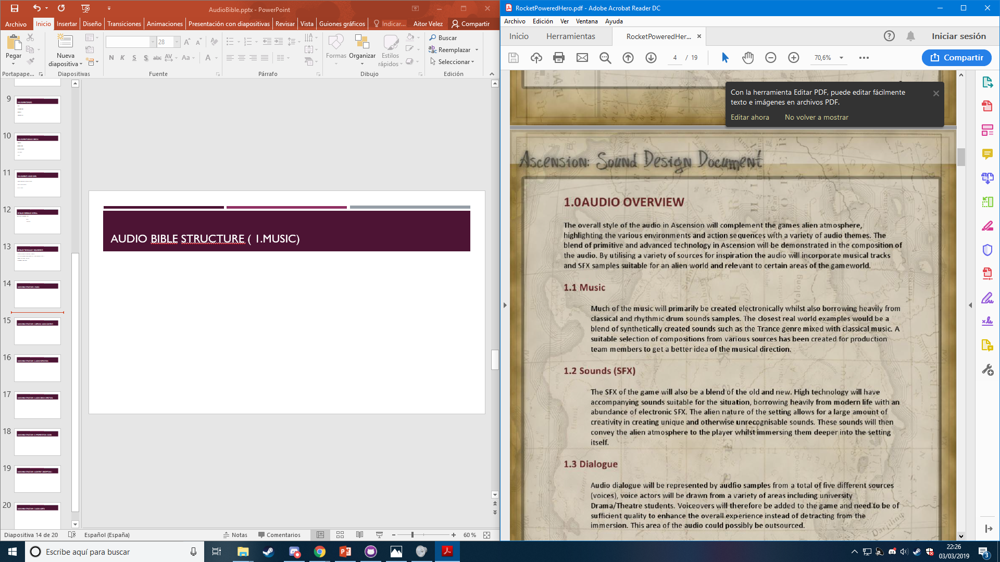 AudioBible.pptx - PowerPoint
Archivo Inicio Insertar Diseño Transiciones Animaciones Presentación con diapositivas Revisar Vista Guiones gráficos Indicar... Aitor Velez Compartir
Pegar
Nueva diapositiva
28
N K S S abc AV Aa A
Formas
Organizar
Estilos rápidos
Buscar
Reemplazar
Seleccionar
Portapape...
Diapositivas
Fuente
Párrafo
Dibujo
Edición
9
10
11
12
13
14
15
16
17
18
19
20
AUDIO BIBLE STRUCTURE ( 1.MUSIC)
Diapositiva 14 de 20
Español (España)
Notas
Comentarios
60 %
RocketPoweredHero.pdf - Adobe Acrobat Reader DC
Archivo Edición Ver Ventana Ayuda
Inicio Herramientas RocketPoweredHer... Iniciar sesión
4 / 19
70,6%
Compartir
Con la herramienta Editar PDF, puede editar fácilmente
texto e imágenes en archivos PDF.
Editar ahora No volver a mostrar
Ascension: Sound Design Document
1.0AUDIO OVERVIEW
The overall style of the audio in Ascension will complement the games alien atmosphere,
highlighting the various environments and action sequences with a variety of audio themes. The
blend of primitive and advanced technology in Ascension will be demonstrated in the composition of
the audio. By utilising a variety of sources for inspiration the audio will incorporate musical tracks
and SFX samples suitable for an alien world and relevant to certain areas of the gameworld.
1.1 Music
Much of the music will primarily be created electronically whilst also borrowing heavily from
classical and rhythmic drum sounds samples. The closest real world examples would be a
blend of synthetically created sounds such as the Trance genre mixed with classical music. A
suitable selection of compositions from various sources has been created for production
team members to get a better idea of the musical direction.
1.2 Sounds (SFX)
The SFX of the game will also be a blend of the old and new. High technology will have
accompanying sounds suitable for the situation, borrowing heavily from modern life with an
abundance of electronic SFX. The alien nature of the setting allows for a large amount of
creativity in creating unique and otherwise unrecognisable sounds. These sounds will then
convey the alien atmosphere to the player whilst immersing them deeper into the setting
itself.
1.3 Dialogue
Audio dialogue will be represented by audfio samples from a total of five different sources
(voices), voice actors will be drawn from a variety of areas including university
Drama/Theatre students. Voiceovers will therefore be added to the game and need to be of
sufficient quality to enhance the overall experience instead of detracting from the
immersion. This area of the audio could possibly be outsourced.
Darling
Yalong
Escribe aquí para buscar
22:26
03/03/2019
3